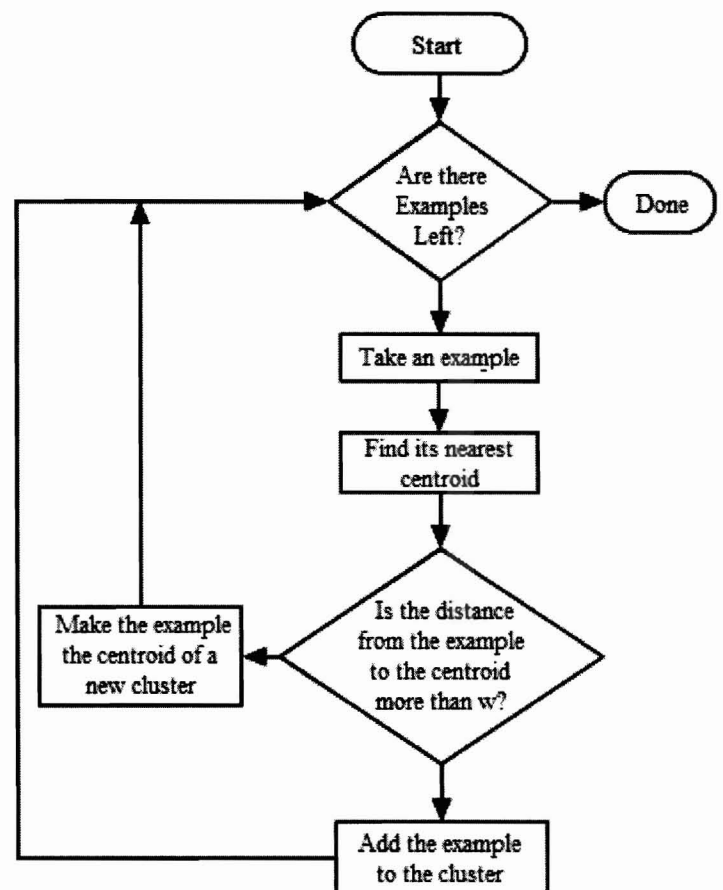 Start
Are there
Examples
Left?
Done
Take an example
Find its nearest
centroid
Is the distance
from the example
to the centroid
more than w?
Make the example
the centroid of a
new cluster
Add the example
to the cluster